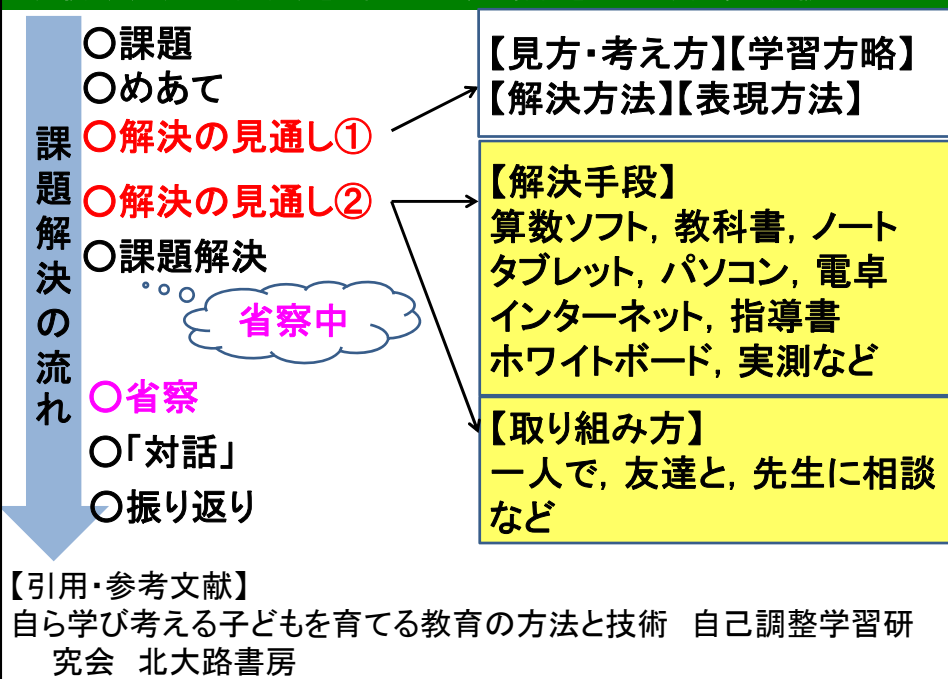 課題解決の流れ
○課題
○めあて
○解決の見通し①
○解決の見通し②
○課題解決
省察中
○省察
○「対話」
○振り返り
【見方・考え方】【学習方略】
【解決方法】【表現方法】
【解決手段】
算数ソフト，教科書，ノート
タブレット，パソコン，電卓
インターネット，指導書
ホワイトボード，実測など
【取り組み方】
一人で，友達と，先生に相談
など
【引用・参考文献】
自ら学び考える子どもを育てる教育の方法と技術　自己調整学習研
究会　北大路書房